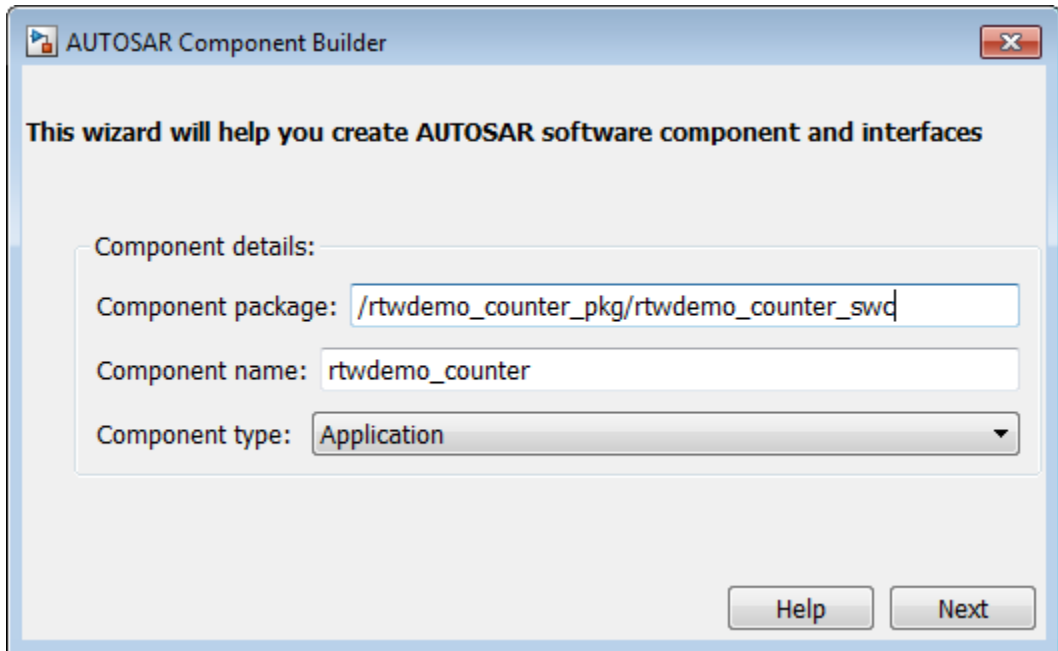 AUTOSAR Component Builder
This wizard will help you create AUTOSAR software component and interfaces
Component details:
Component package: /rtwdemo_counter_pkg/rtwdemo_counter_swc
Component name: rtwdemo_counter
Component type: Application
Help Next